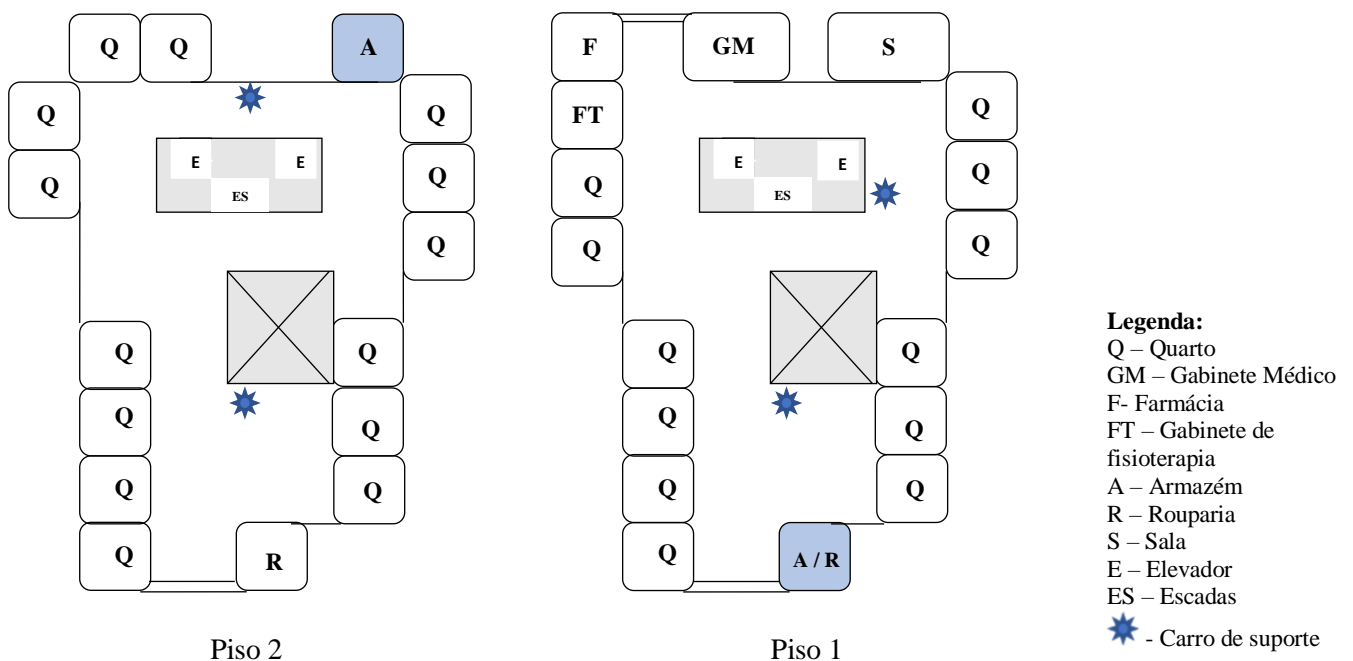 Q Q A F GM S
Q Q FT Q
E E E E
Q Q Q Q
ES ES
Q Q Q
Q Q Q Q
Q Q Q Q
Q Q Q Q
Q R Q A / R
Legenda:
Q – Quarto
GM – Gabinete Médico
F- Farmácia
FT – Gabinete de
fisioterapia
A – Armazém
R – Rouparia
S – Sala
E – Elevador
ES – Escadas
- Carro de suporte
Piso 2 Piso 1